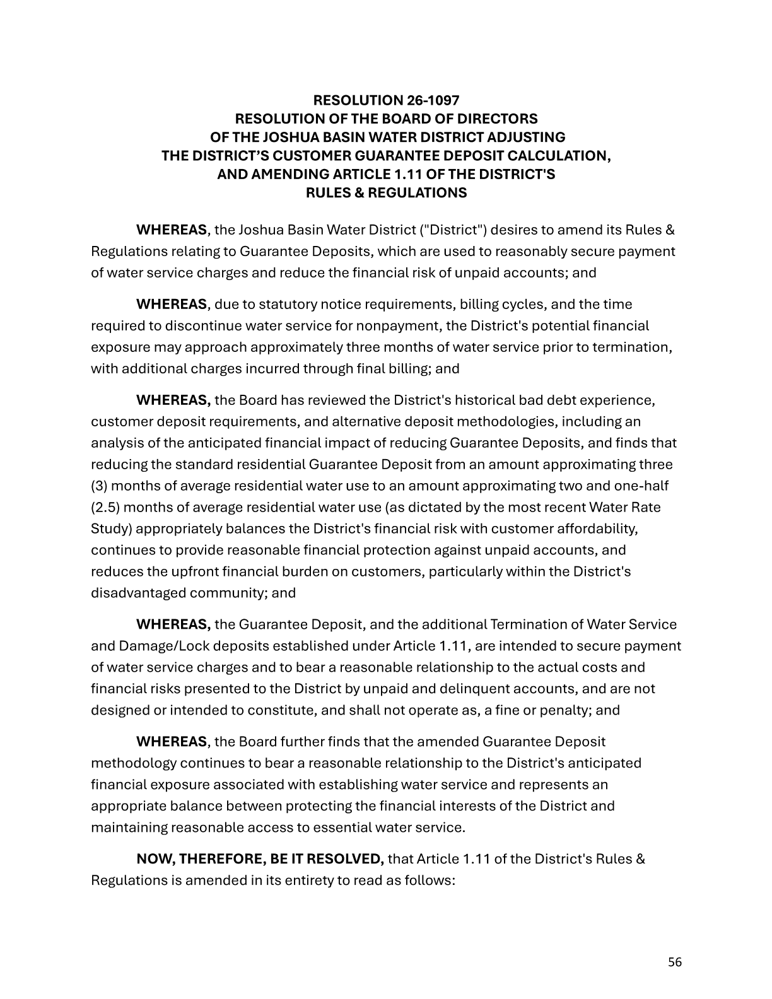 RESOLUTION 26-1097
RESOLUTION OF THE BOARD OF DIRECTORS
OF THE JOSHUA BASIN WATER DISTRICT ADJUSTING
THE DISTRICT’S CUSTOMER GUARANTEE DEPOSIT CALCULATION,
AND AMENDING ARTICLE 1.11 OF THE DISTRICT'S
RULES & REGULATIONS
WHEREAS, the Joshua Basin Water District ("District") desires to amend its Rules &
Regulations relating to Guarantee Deposits, which are used to reasonably secure payment
of water service charges and reduce the financial risk of unpaid accounts; and
WHEREAS, due to statutory notice requirements, billing cycles, and the time
required to discontinue water service for nonpayment, the District's potential financial
exposure may approach approximately three months of water service prior to termination,
with additional charges incurred through final billing; and
WHEREAS, the Board has reviewed the District's historical bad debt experience,
customer deposit requirements, and alternative deposit methodologies, including an
analysis of the anticipated financial impact of reducing Guarantee Deposits, and finds that
reducing the standard residential Guarantee Deposit from an amount approximating three
(3) months of average residential water use to an amount approximating two and one-half
(2.5) months of average residential water use (as dictated by the most recent Water Rate
Study) appropriately balances the District's financial risk with customer affordability,
continues to provide reasonable financial protection against unpaid accounts, and
reduces the upfront financial burden on customers, particularly within the District's
disadvantaged community; and
WHEREAS, the Guarantee Deposit, and the additional Termination of Water Service
and Damage/Lock deposits established under Article 1.11, are intended to secure payment
of water service charges and to bear a reasonable relationship to the actual costs and
financial risks presented to the District by unpaid and delinquent accounts, and are not
designed or intended to constitute, and shall not operate as, a fine or penalty; and
WHEREAS, the Board further finds that the amended Guarantee Deposit
methodology continues to bear a reasonable relationship to the District's anticipated
financial exposure associated with establishing water service and represents an
appropriate balance between protecting the financial interests of the District and
maintaining reasonable access to essential water service.
NOW, THEREFORE, BE IT RESOLVED, that Article 1.11 of the District's Rules &
Regulations is amended in its entirety to read as follows:
56